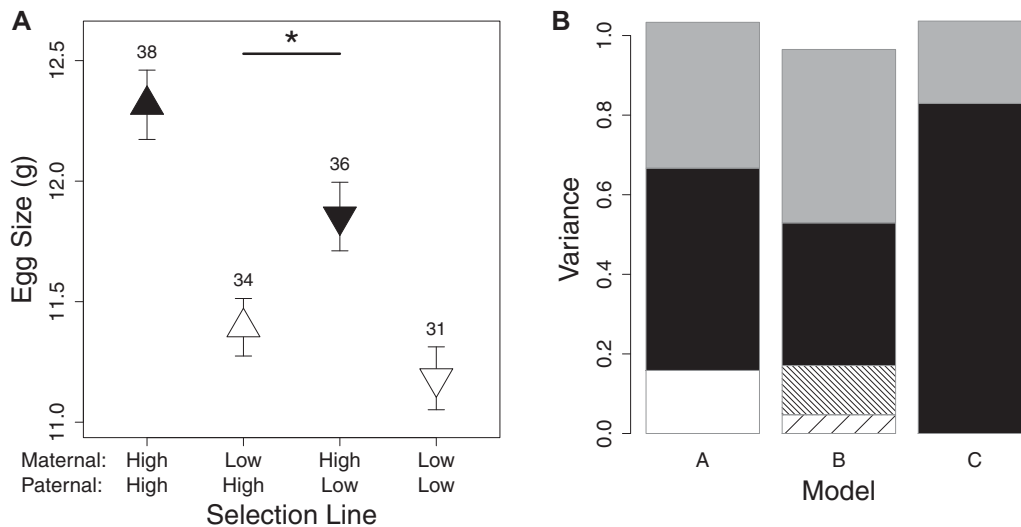 A
Egg Size (g)
12.5
12.0
11.5
11.0
38
34
36
31
*
Maternal: High Low High Low
Paternal: High High Low Low
Selection Line
B
Variance
1.0
0.8
0.6
0.4
0.2
0.0
A B C
Model